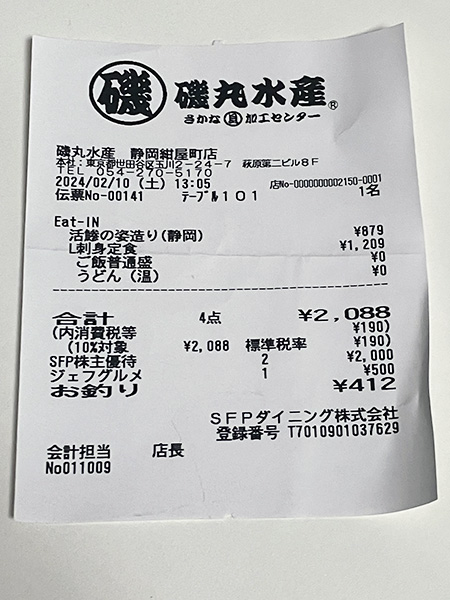 磯 磯丸水産®
さかな 貝 加工センター
磯丸水産 静岡紺屋町店
本社:東京都世田谷区玉川2-24-7 萩原第二ビル8F
TEL 054-270-5170
2024/02/10 (土) 13:05 店No-0000000002150-0001
伝票No-00141 テーブル101 1名
Eat-IN
活鯵の姿造り(静岡) ¥879
L刺身定食 ¥1,209
ご飯普通盛 ¥0
うどん (温) ¥0
合計 4点 ¥2,088
(内消費税等 ¥190)
(10%対象 ¥2,088 標準税率 ¥190)
SFP株主優待 2 ¥2,000
ジェフグルメ 1 ¥500
お釣り ¥412
SFPダイニング株式会社
登録番号 T7010901037629
会計担当 店長
No011009